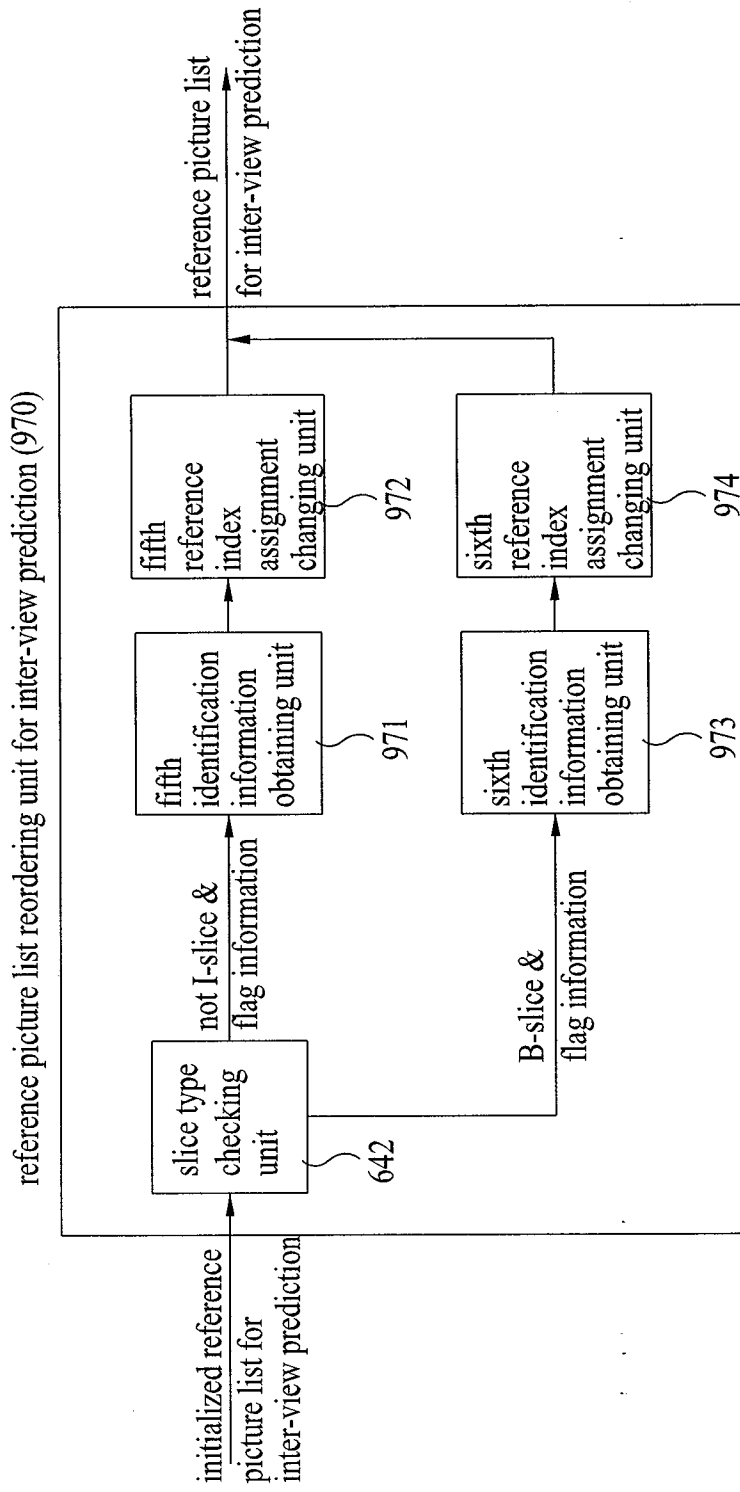 reference picture list reordering unit for inter-view prediction (970)
initialized reference
picture list for
inter-view prediction
slice type
checking
unit
642
not I-slice &
flag information
fifth
identification
information
obtaining unit
971
fifth
reference
index
assignment
changing unit
972
reference picture list
for inter-view prediction
B-slice &
flag information
sixth
identification
information
obtaining unit
973
sixth
reference
index
assignment
changing unit
974